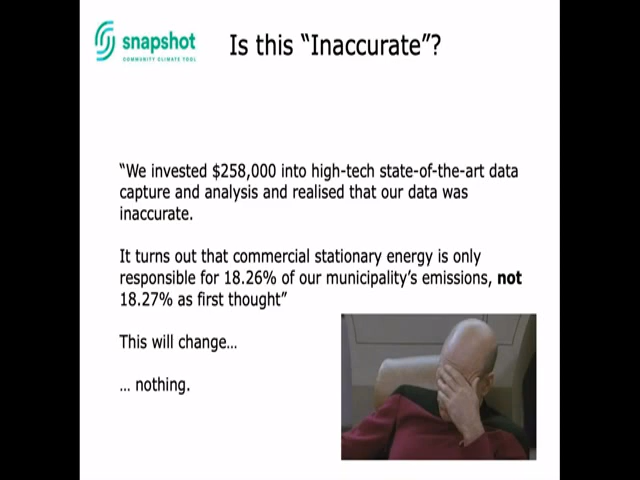 snapshot
COMMUNITY CLIMATE TOOL
Is this “Inaccurate”?
“We invested $258,000 into high-tech state-of-the-art data
capture and analysis and realised that our data was
inaccurate.
It turns out that commercial stationary energy is only
responsible for 18.26% of our municipality’s emissions, not
18.27% as first thought”
This will change…
… nothing.